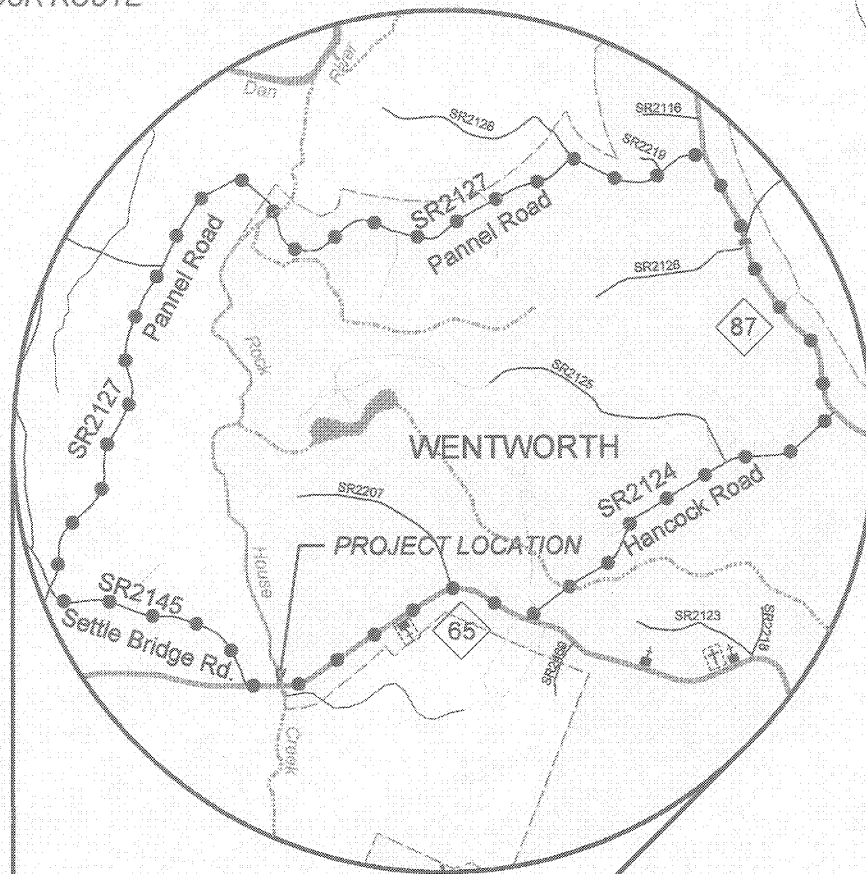 River
Dan
SR2116
SR2128
SR2219
SR2127
Pannel Road
SR2126
Pannel Road
87
Rock
SR2125
SR2127
WENTWORTH
SR2207
SR2124
Hancock Road
House
PROJECT LOCATION
SR2145
Settle Bridge Rd.
65
SR2123
SR2218
Creek